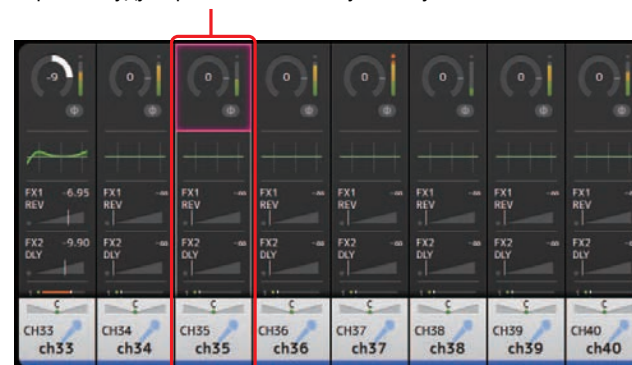 -9 0 0 0 0 0 0 0
FX1 -6.95 FX1 -∞ FX1 -∞ FX1 -∞ FX1 -∞ FX1 -∞ FX1 -∞ FX1 -∞
REV REV REV REV REV REV REV REV
FX2 -9.90 FX2 -∞ FX2 -∞ FX2 -∞ FX2 -∞ FX2 -∞ FX2 -∞ FX2 -∞
DLY DLY DLY DLY DLY DLY DLY DLY
C C C C C C C C
CH33 CH34 CH35 CH36 CH37 CH38 CH39 CH40
ch33 ch34 ch35 ch36 ch37 ch38 ch39 ch40